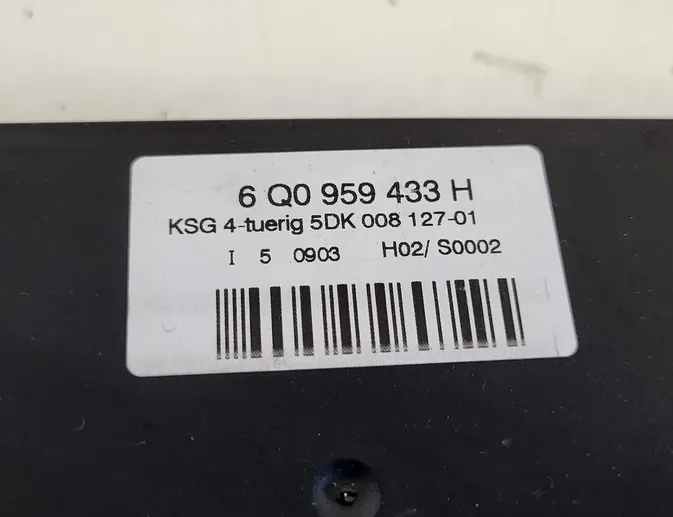 6 Q0 959 433 H
KSG 4-tuerig 5DK 008 127-01
I 5 0903 H02/ S0002